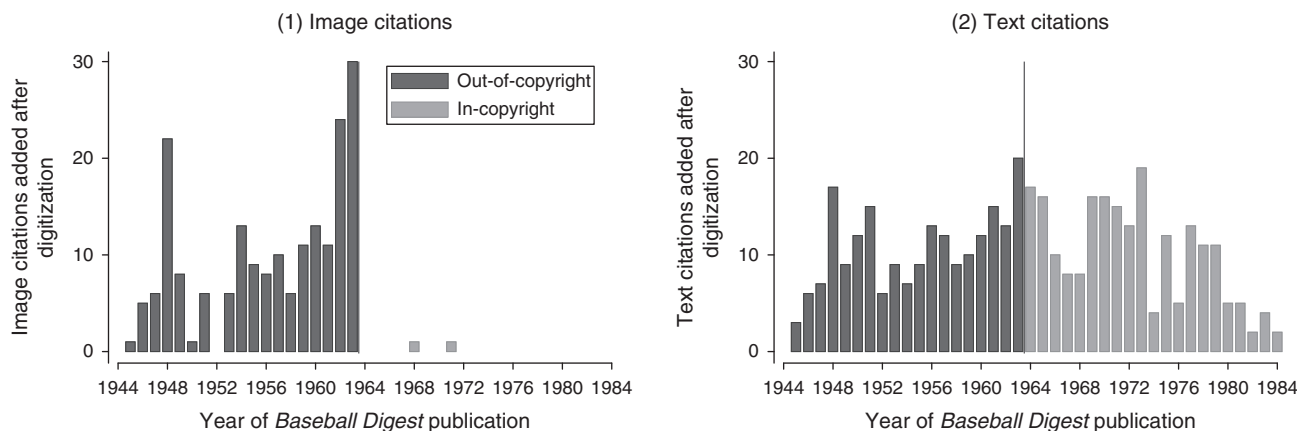 (1) Image citations
Image citations added after
digitization
30
20
10
0
Out-of-copyright
In-copyright
1944 1948 1952 1956 1960 1964 1968 1972 1976 1980 1984
Year of Baseball Digest publication
(2) Text citations
Text citations added after
digitization
30
20
10
0
1944 1948 1952 1956 1960 1964 1968 1972 1976 1980 1984
Year of Baseball Digest publication